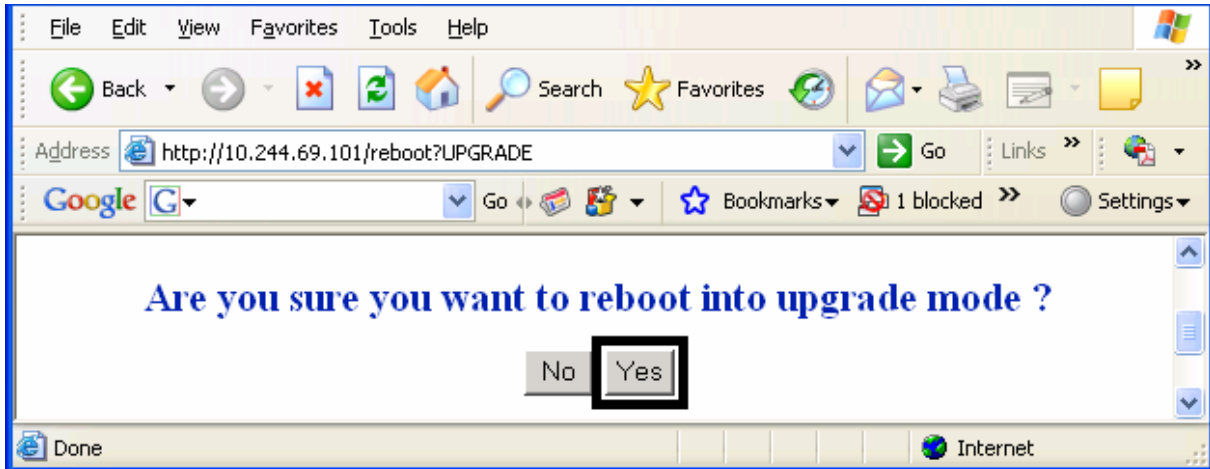 File Edit View Favorites Tools Help
Back Search Favorites »
Address http://10.244.69.101/reboot?UPGRADE Go Links »
Google G Go Bookmarks 1 blocked » Settings
Are you sure you want to reboot into upgrade mode ?
No Yes
Done Internet